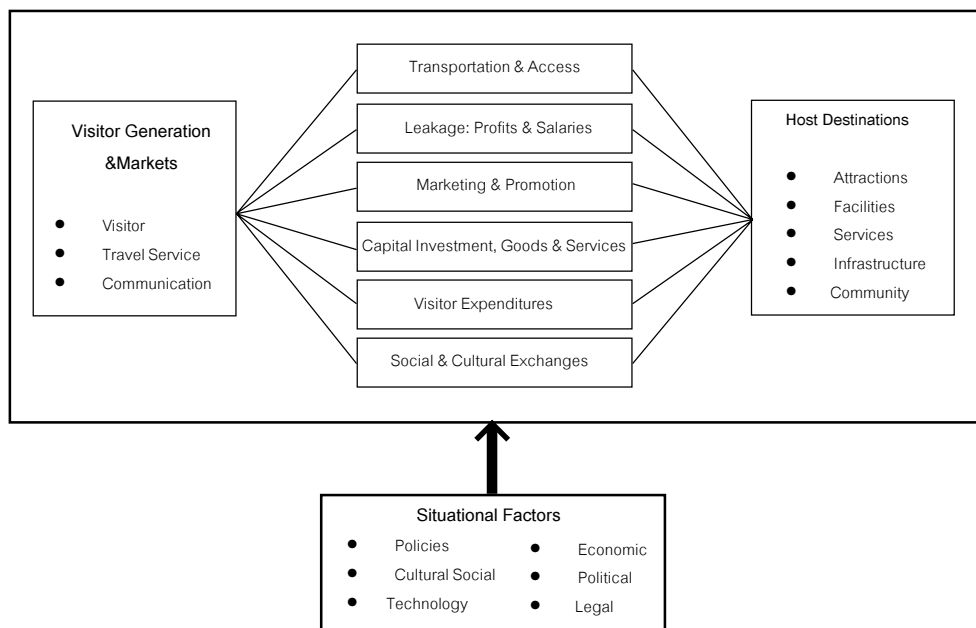 Visitor Generation
&Markets
● Visitor
● Travel Service
● Communication
Transportation & Access
Leakage: Profits & Salaries
Marketing & Promotion
Capital Investment, Goods & Services
Visitor Expenditures
Social & Cultural Exchanges
Host Destinations
● Attractions
● Facilities
● Services
● Infrastructure
● Community
Situational Factors
● Policies
● Cultural Social
● Technology
● Economic
● Political
● Legal